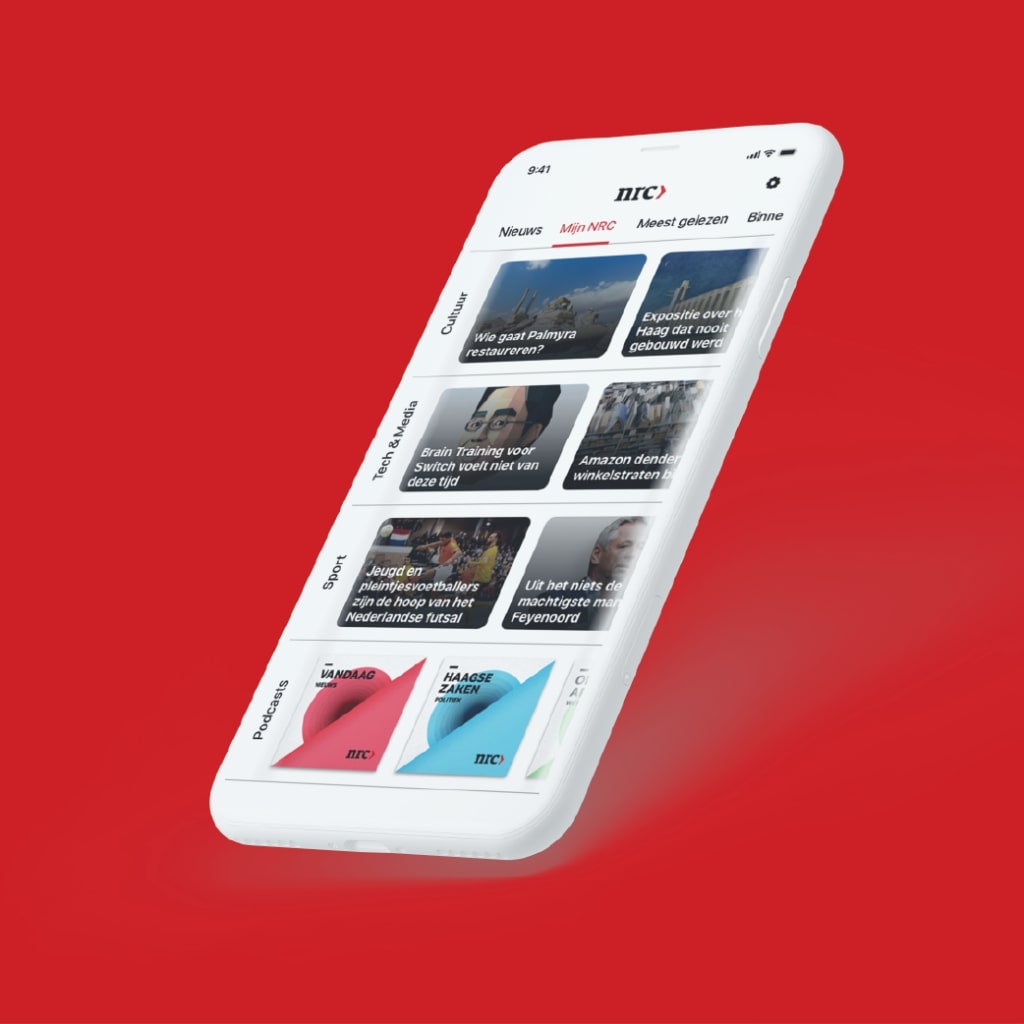 9:41
nrc›
Nieuws Mijn NRC Meest gelezen Binne
Cultuur
Wie gaat Palmyra
restaureren?
Expositie over h
Haag dat nooit
gebouwd werd
Tech & Media
Brain Training voor
Switch voelt niet van
deze tijd
Amazon dender
winkelstraten bi
Sport
Jeugd en
pleintjesvoetballers
zijn de hoop van het
Nederlandse futsal
Uit het niets de
machtigste man
Feyenoord
Podcasts
VANDAAG
NIEUWS
nrc›
HAAGSE
ZAKEN
POLITIEK
nrc›